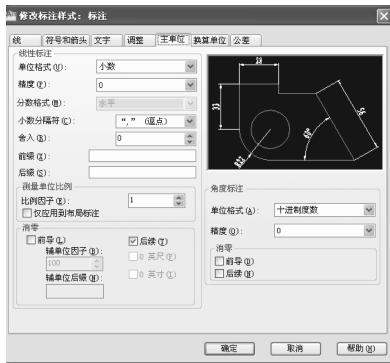 修改标注样式: 标注
线 符号和箭头 文字 调整 主单位 换算单位 公差
线性标注
单位格式(U): 小数
精度(P): 0
分数格式(M): 水平
小数分隔符(C): “,” (逗点)
舍入(R): 0
前缀(X):
后缀(S):
测量单位比例
比例因子(E): 1
仅应用到布局标注
消零
前导(L) 后续(T)
辅单位因子(B): 0 英尺(F)
100
辅单位后缀(N): 0 英寸(I)
28
33
60°
角度标注
单位格式(A): 十进制度数
精度(O): 0
消零
前导(D)
后续(N)
确定 取消 帮助(H)